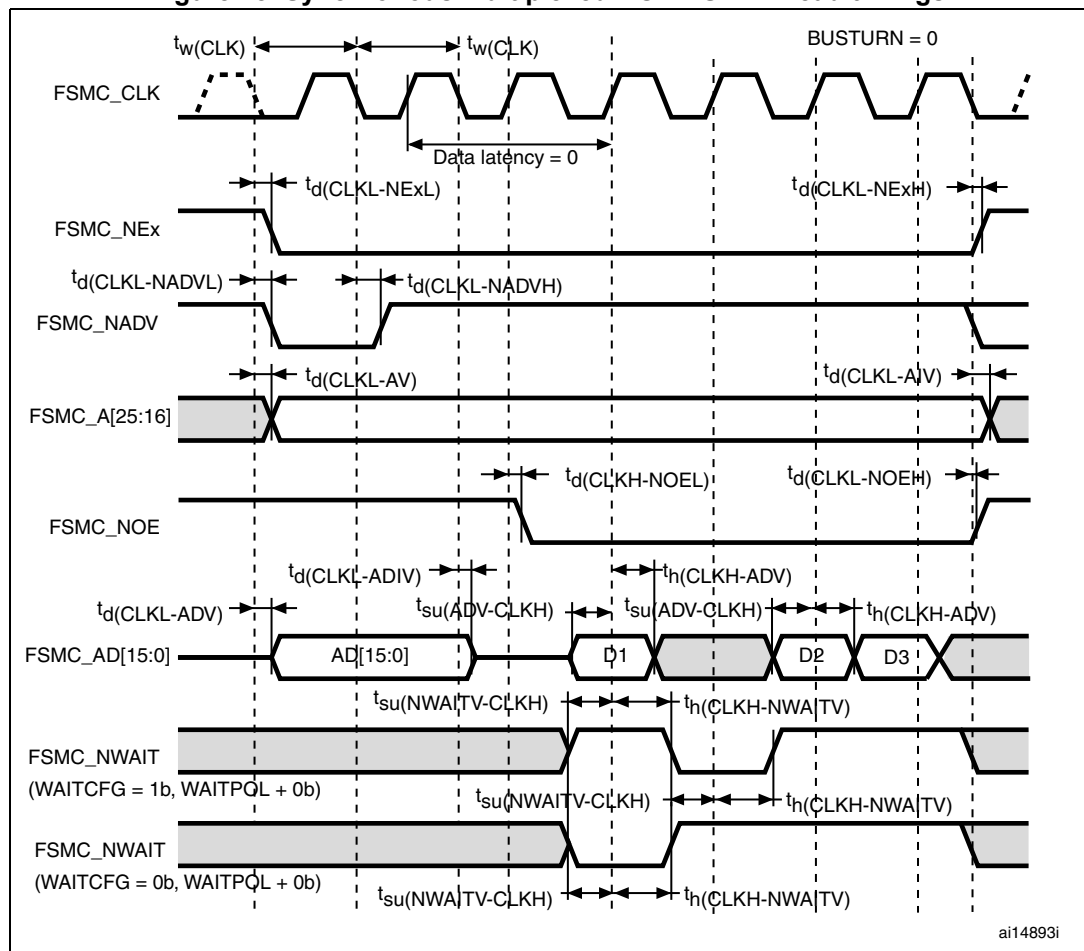 tw(CLK) tw(CLK) BUSTURN = 0
FSMC_CLK
Data latency = 0
td(CLKL-NExL) td(CLKL-NExH)
FSMC_NEx
td(CLKL-NADVL) td(CLKL-NADVH)
FSMC_NADV
td(CLKL-AV) td(CLKL-AIV)
FSMC_A[25:16]
td(CLKH-NOEL) td(CLKL-NOEH)
FSMC_NOE
td(CLKL-ADIV) th(CLKH-ADV)
td(CLKL-ADV) tsu(ADV-CLKH) tsu(ADV-CLKH) th(CLKH-ADV)
FSMC_AD[15:0] AD[15:0] D1 D2 D3
tsu(NWAITV-CLKH) th(CLKH-NWAITV)
FSMC_NWAIT
(WAITCFG = 1b, WAITPOL + 0b)
tsu(NWAITV-CLKH) th(CLKH-NWAITV)
FSMC_NWAIT
(WAITCFG = 0b, WAITPOL + 0b)
tsu(NWAITV-CLKH) th(CLKH-NWAITV)
ai14893i